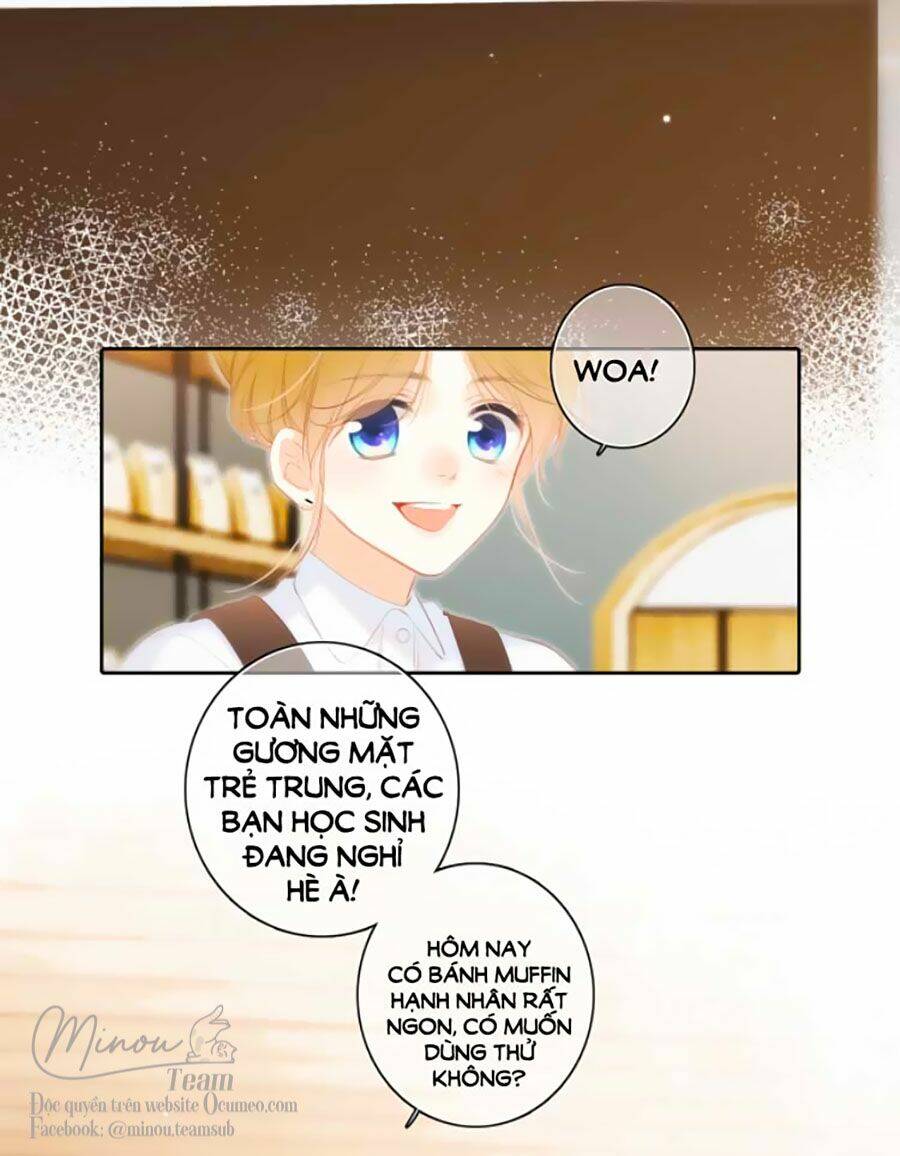 WOA!
TOÀN NHỮNG
GƯƠNG MẶT
TRẺ TRUNG, CÁC
BẠN HỌC SINH
ĐANG NGHỈ
HÈ À!
HÔM NAY
CÓ BÁNH MUFFIN
HẠNH NHÂN RẤT
NGON, CÓ MUỐN
DÙNG THỬ
KHÔNG?
Minou
Team
Độc quyền trên website Ocumeo.com
Facebook: @minou.teamsub